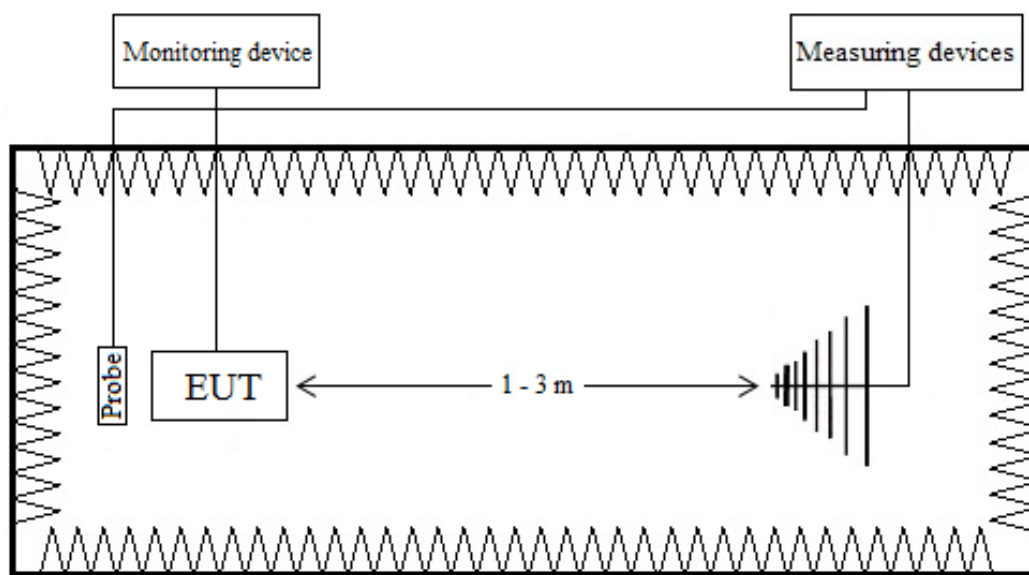 Monitoring device
Measuring devices
Probe
EUT
1 - 3 m